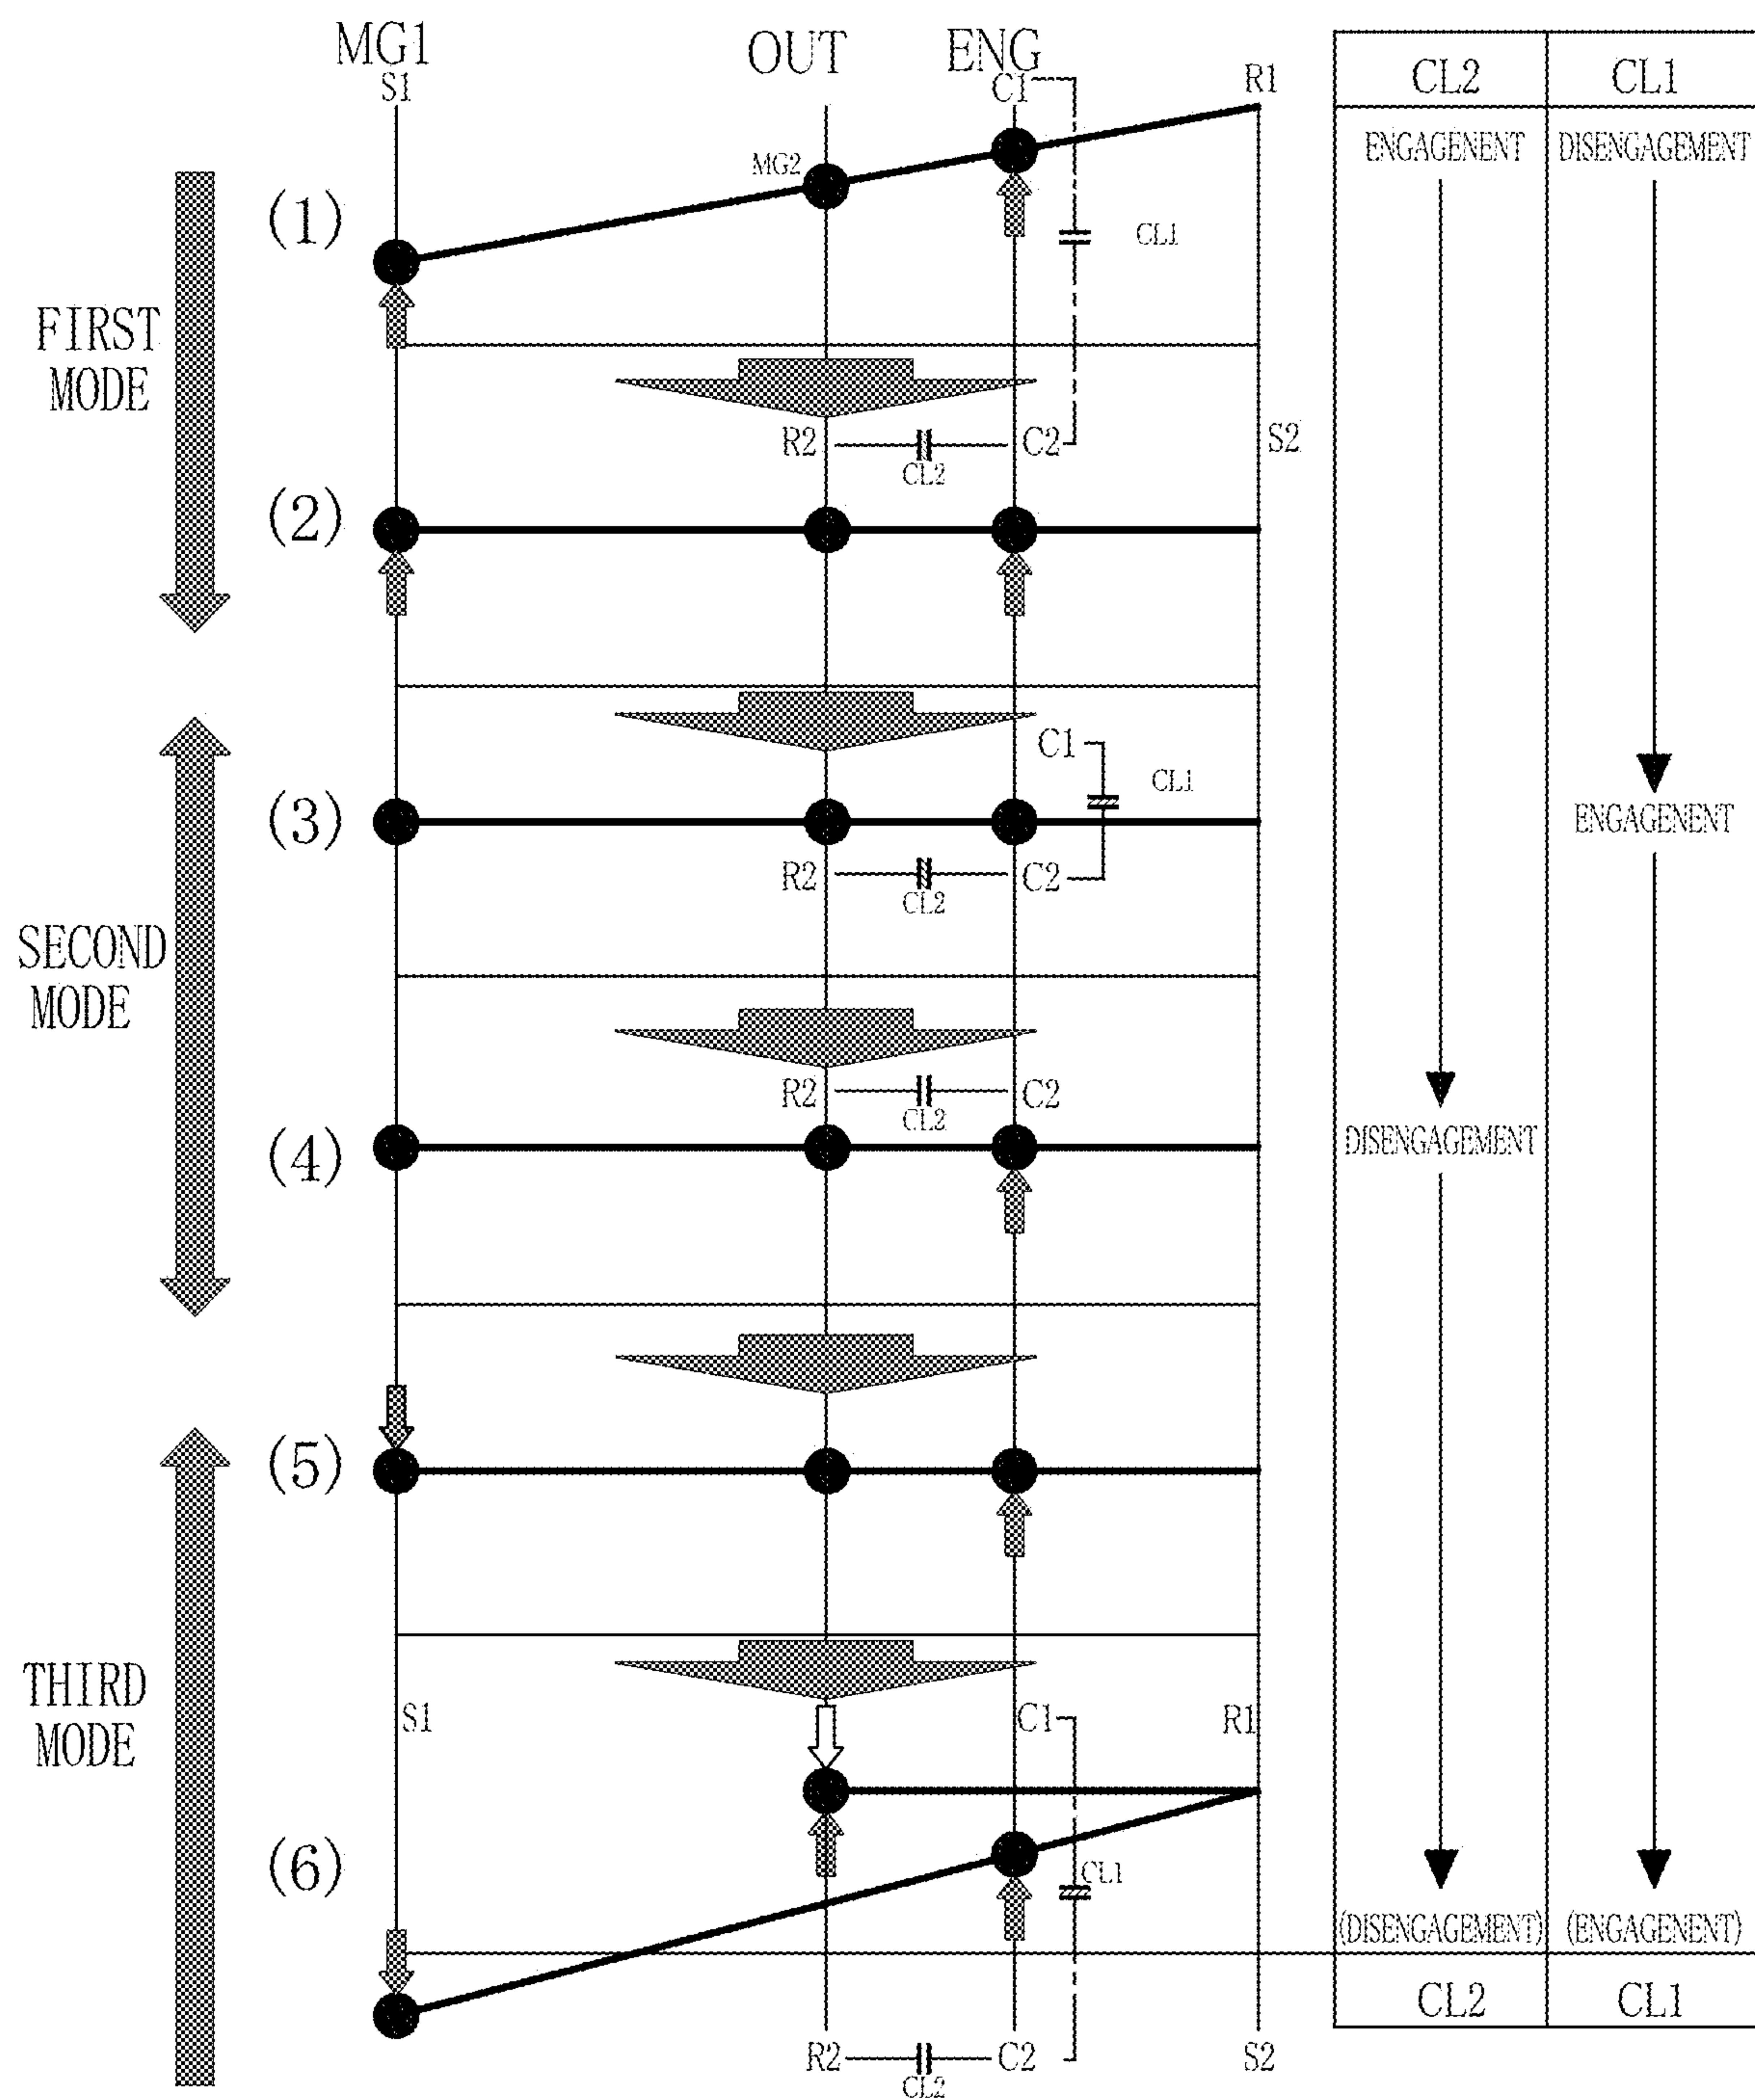 MG1
OUT
ENG
S1
C1
R1
CL2
CL1
ENGAGENENT
DISENGAGEMENT
MG2
(1)
CL1
FIRST
MODE
R2
C2
S2
CL2
(2)
C1
CL1
(3)
ENGAGENENT
R2
C2
CL2
SECOND
MODE
R2
C2
CL2
(4)
DISENGAGEMENT
(5)
THIRD
MODE
S1
C1
R1
(6)
CL1
(DISENGAGEMENT)
(ENGAGENENT)
CL2
CL1
R2
C2
S2
CL2